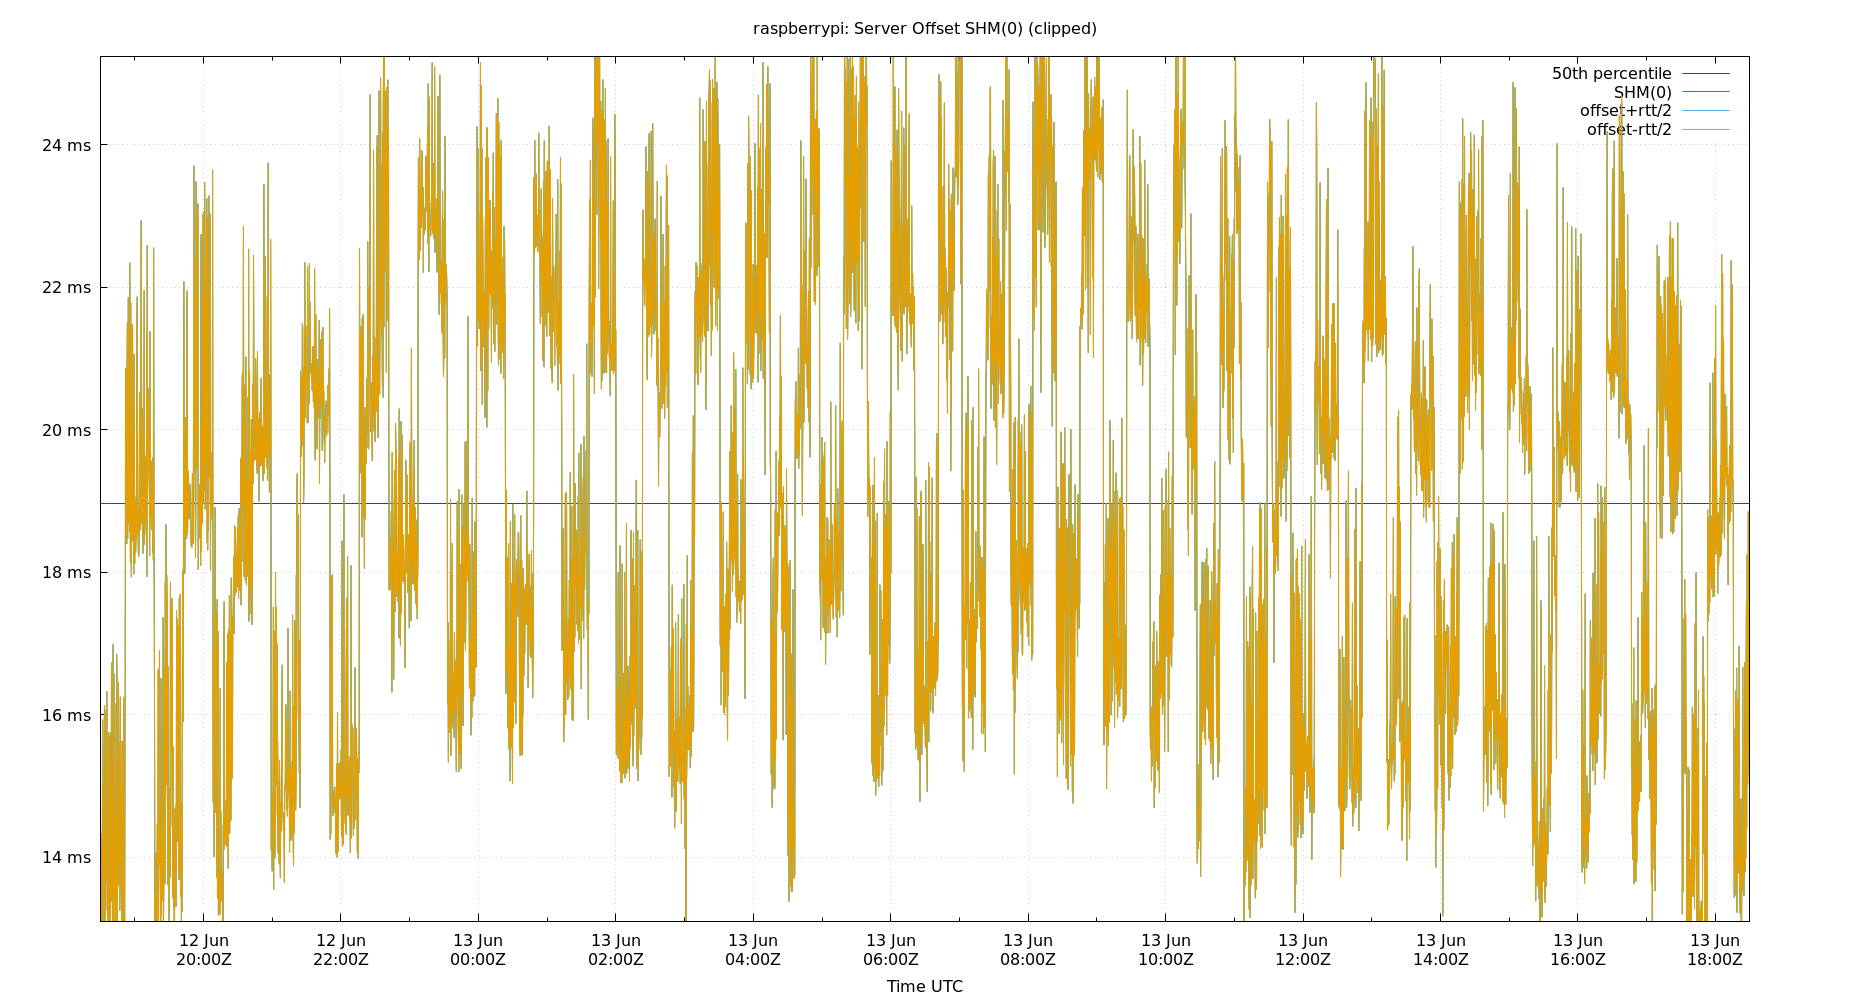 raspberrypi: Server Offset SHM(0) (clipped)
50th percentile
SHM(0)
offset+rtt/2
offset-rtt/2
24 ms
22 ms
20 ms
18 ms
16 ms
14 ms
12 Jun 12 Jun 13 Jun 13 Jun 13 Jun 13 Jun 13 Jun 13 Jun 13 Jun 13 Jun 13 Jun 13 Jun
20:00Z 22:00Z 00:00Z 02:00Z 04:00Z 06:00Z 08:00Z 10:00Z 12:00Z 14:00Z 16:00Z 18:00Z
Time UTC